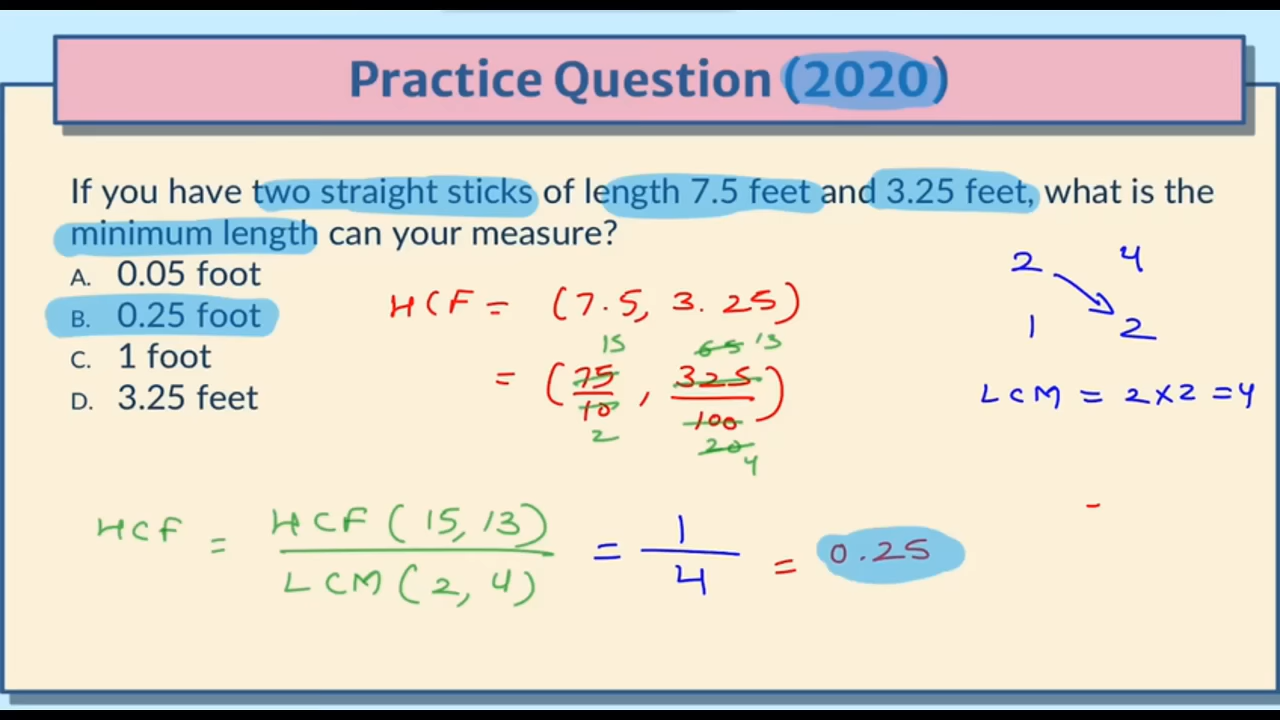 Practice Question (2020)
If you have two straight sticks of length 7.5 feet and 3.25 feet, what is the
minimum length can your measure?
A. 0.05 foot
B. 0.25 foot
C. 1 foot
D. 3.25 feet
HCF = (7.5, 3.25)
15 65 13
= (75/10, 325/100)
2 20 4
2 4
1 2
LCM = 2×2 = 4
HCF = HCF(15, 13)/LCM(2, 4) = 1/4 = 0.25
-